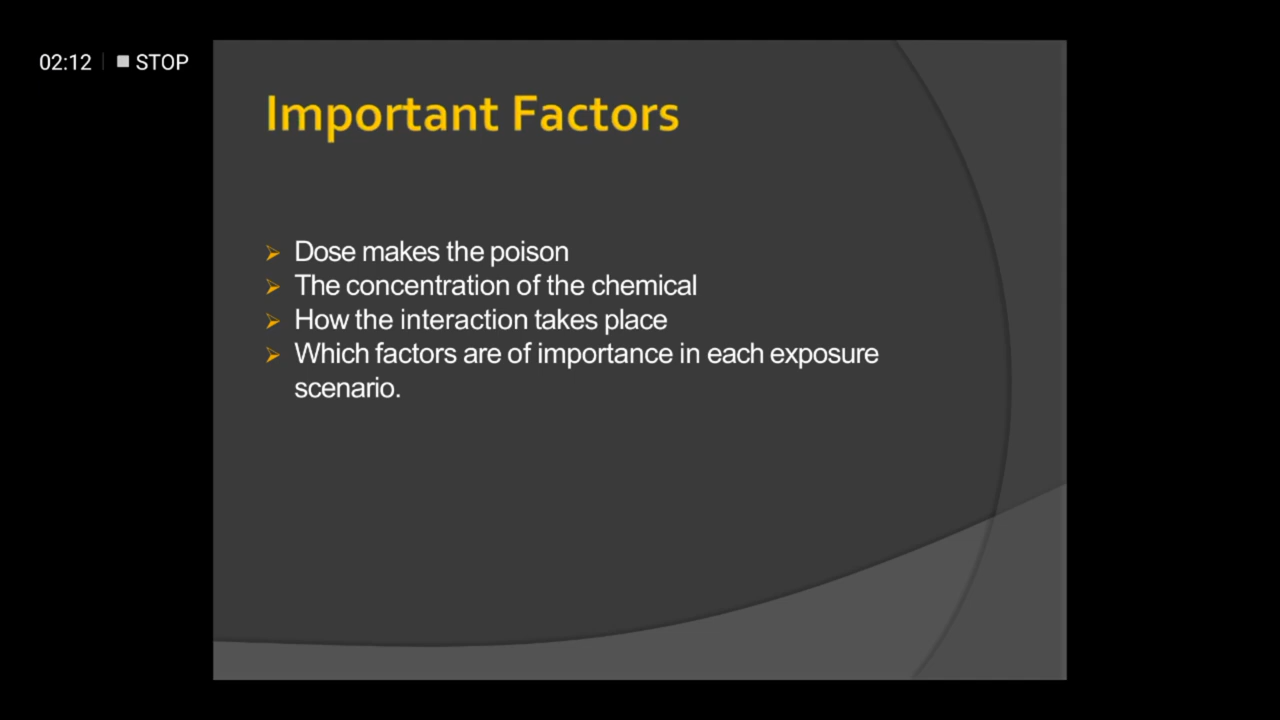 02:12 STOP
Important Factors
Dose makes the poison
The concentration of the chemical
How the interaction takes place
Which factors are of importance in each exposure
scenario.